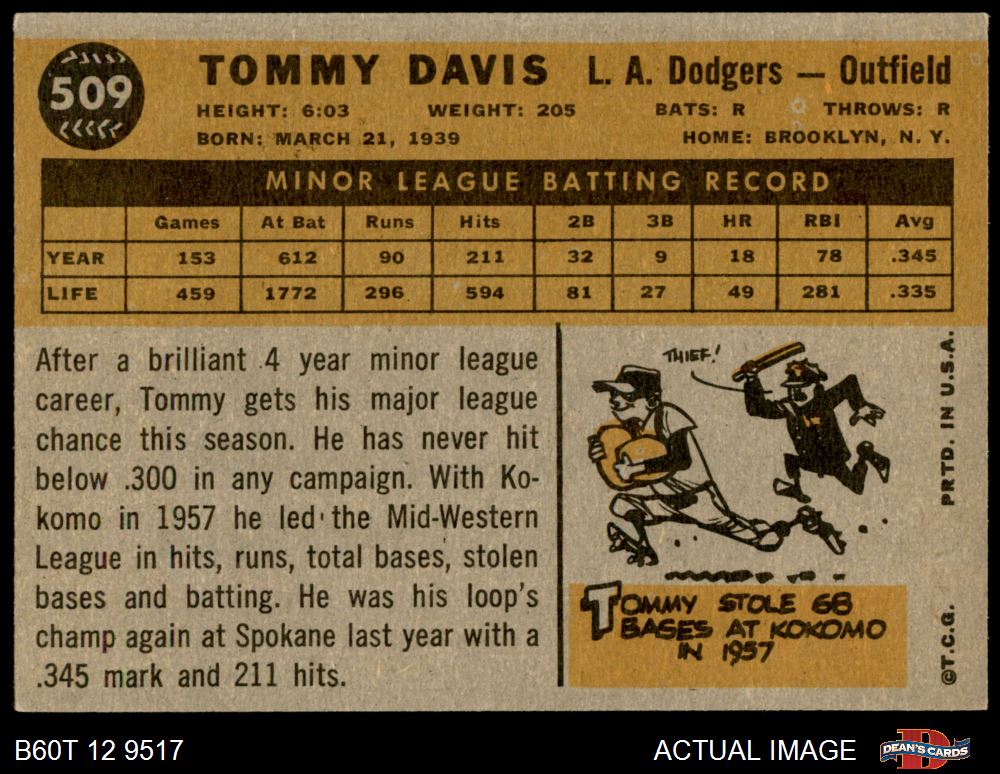 509
TOMMY DAVIS L. A. Dodgers — Outfield
HEIGHT: 6:03 WEIGHT: 205 BATS: R THROWS: R
BORN: MARCH 21, 1939 HOME: BROOKLYN, N. Y.
MINOR LEAGUE BATTING RECORD
Games At Bat Runs Hits 2B 3B HR RBI Avg
YEAR 153 612 90 211 32 9 18 78 .345
LIFE 459 1772 296 594 81 27 49 281 .335
After a brilliant 4 year minor league
career, Tommy gets his major league
chance this season. He has never hit
below .300 in any campaign. With Ko-
komo in 1957 he led the Mid-Western
League in hits, runs, total bases, stolen
bases and batting. He was his loop's
champ again at Spokane last year with a
.345 mark and 211 hits.
THIEF!
TOMMY STOLE 68
BASES AT KOKOMO
IN 1957
©T.C.G. PRTD. IN U.S.A.
B60T 12 9517 ACTUAL IMAGE DEAN'S CARDS